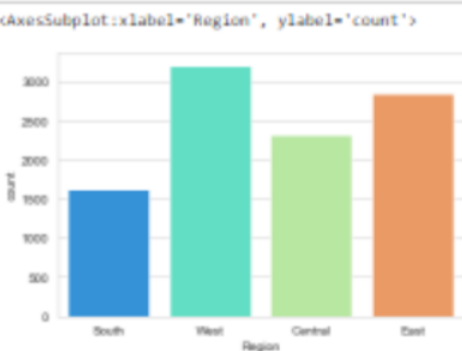 <AxesSubplot:xlabel='Region', ylabel='count'>
3000
2500
2000
1500
1000
500
0
count
South West Central East
Region